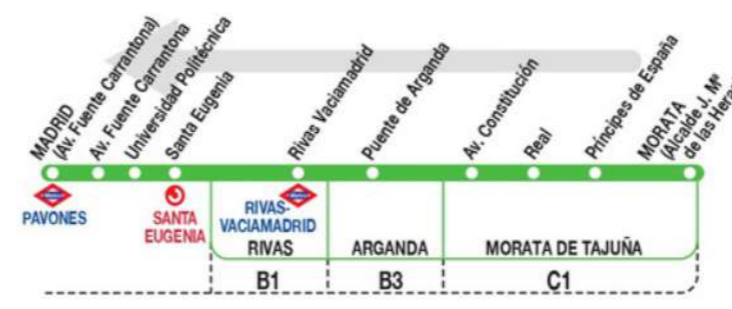 MADRID
(Av. Fuente Carrantona)
Av. Fuente Carrantona
Universidad Politécnica
Santa Eugenia
Rivas Vaciamadrid
Puente de Arganda
Av. Constitución
Real
Príncipes de España
MORATA
(Alcalde J. Mª
de las Heras
PAVONES
SANTA
EUGENIA
RIVAS-
VACIAMADRID
RIVAS
ARGANDA
MORATA DE TAJUÑA
B1
B3
C1